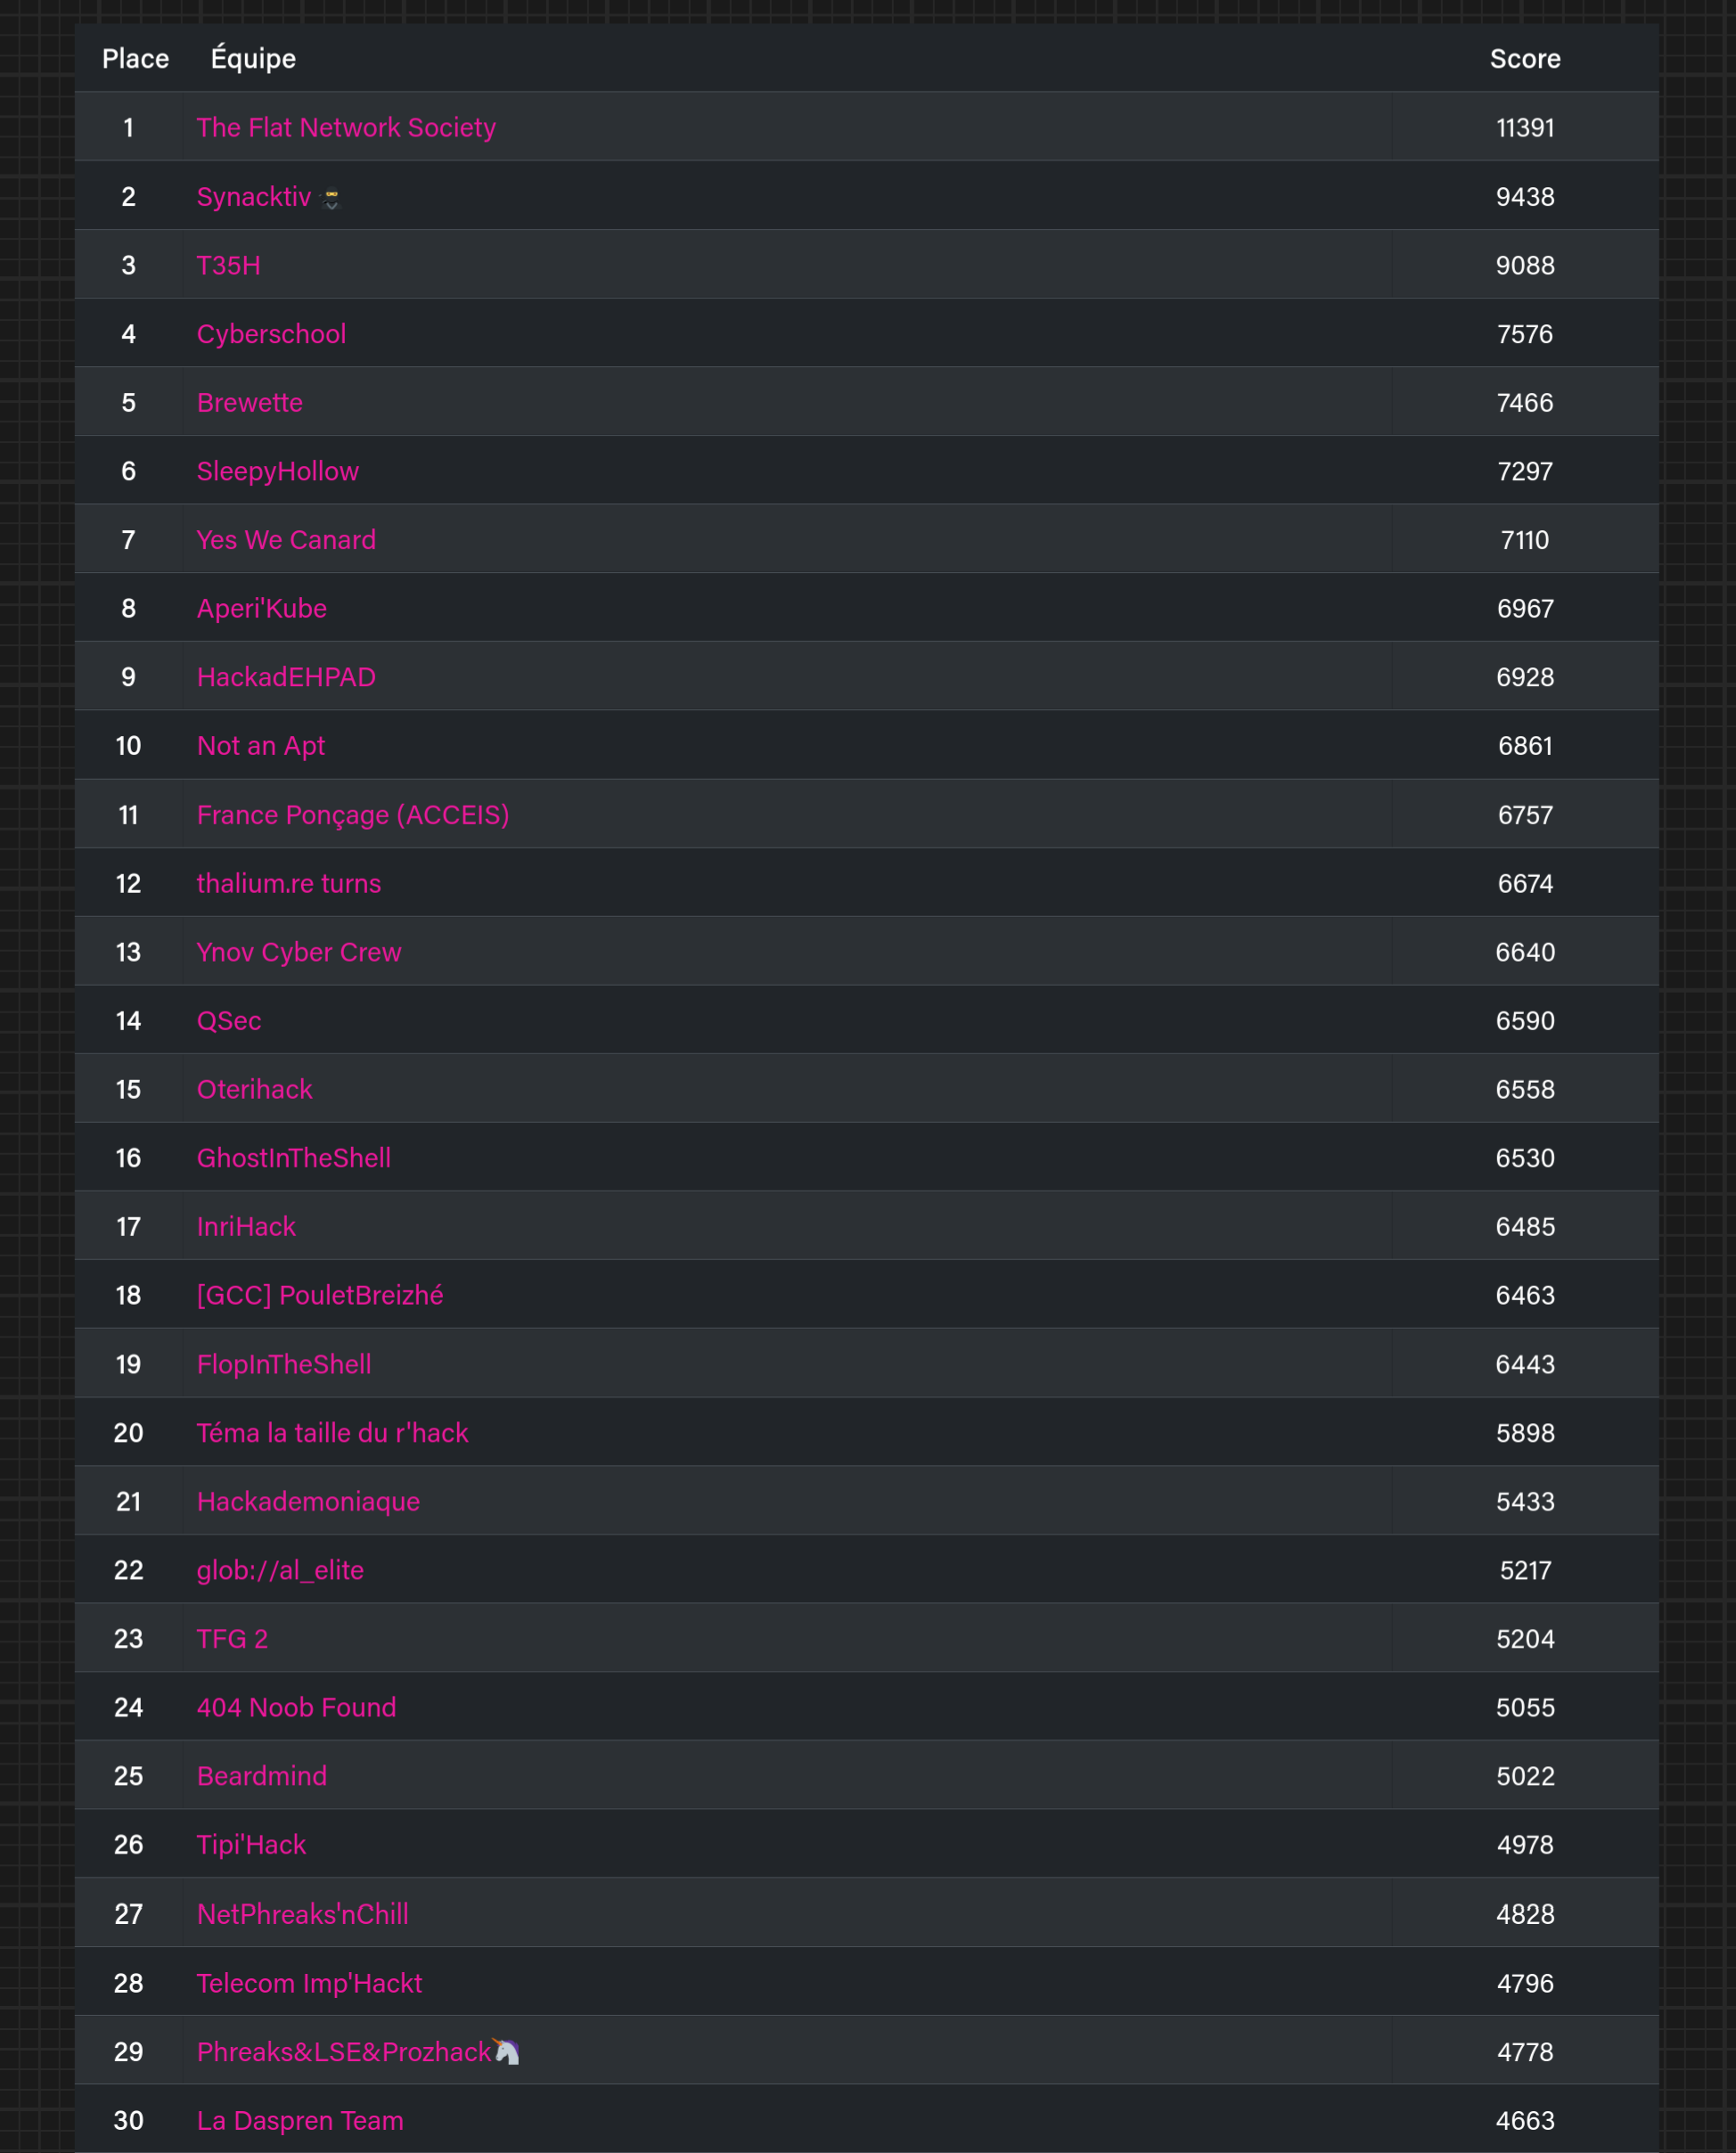 Place Équipe Score
1 The Flat Network Society 11391
2 Synacktiv 🥷 9438
3 T35H 9088
4 Cyberschool 7576
5 Brewette 7466
6 SleepyHollow 7297
7 Yes We Canard 7110
8 Aperi'Kube 6967
9 HackadEHPAD 6928
10 Not an Apt 6861
11 France Ponçage (ACCEIS) 6757
12 thalium.re turns 6674
13 Ynov Cyber Crew 6640
14 QSec 6590
15 Oterihack 6558
16 GhostInTheShell 6530
17 InriHack 6485
18 [GCC] PouletBreizhé 6463
19 FlopInTheShell 6443
20 Téma la taille du r'hack 5898
21 Hackademoniaque 5433
22 glob://al_elite 5217
23 TFG 2 5204
24 404 Noob Found 5055
25 Beardmind 5022
26 Tipi'Hack 4978
27 NetPhreaks'nChill 4828
28 Telecom Imp'Hackt 4796
29 Phreaks&LSE&Prozhack🦄 4778
30 La Daspren Team 4663